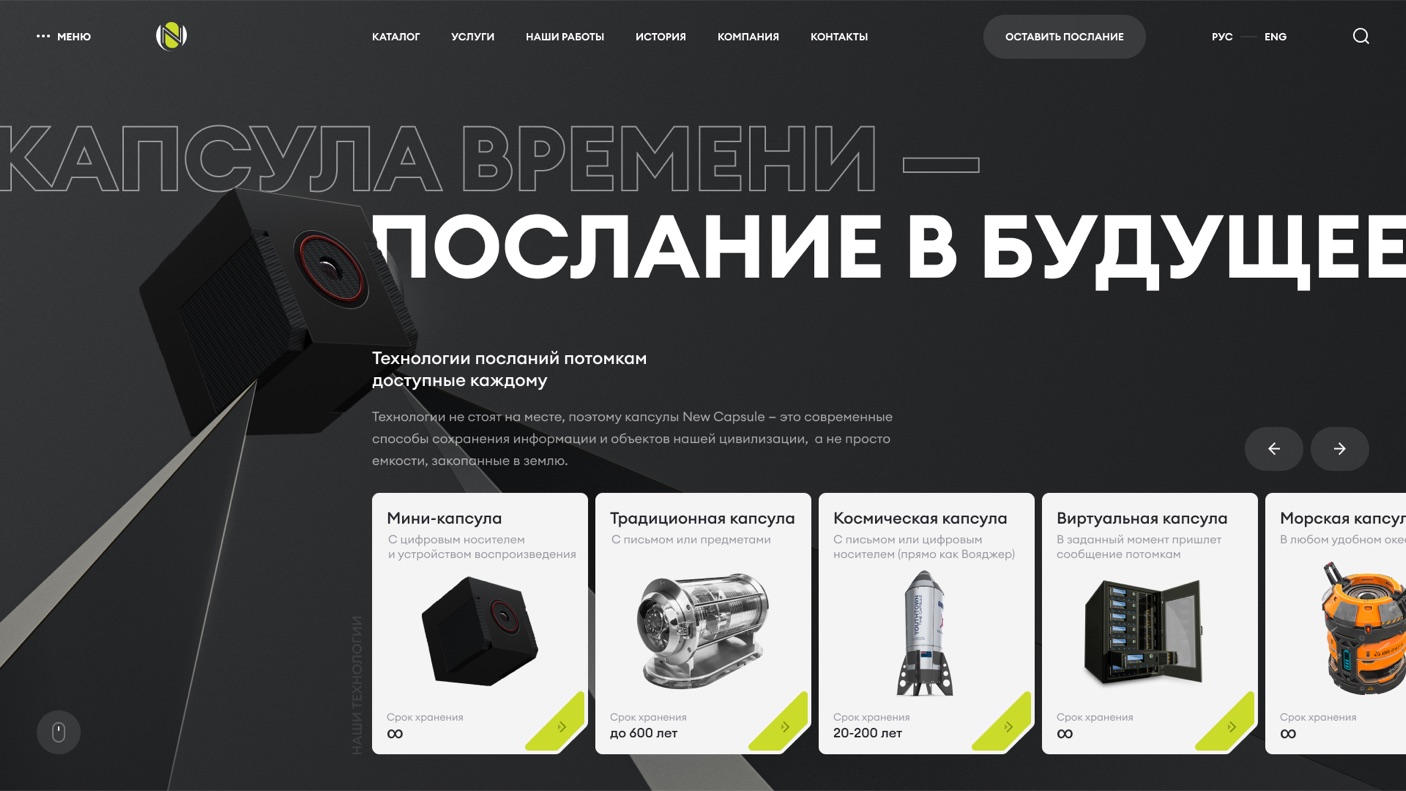 МЕНЮ
КАТАЛОГ
УСЛУГИ
НАШИ РАБОТЫ
ИСТОРИЯ
КОМПАНИЯ
КОНТАКТЫ
ОСТАВИТЬ ПОСЛАНИЕ
РУС
ENG
КАПСУЛА ВРЕМЕНИ —
ПОСЛАНИЕ В БУДУЩЕЕ
Технологии посланий потомкам
доступные каждому
Технологии не стоят на месте, поэтому капсулы New Capsule – это современные
способы сохранения информации и объектов нашей цивилизации, а не просто
емкости, закопанные в землю.
НАШИ ТЕХНОЛОГИИ
Мини-капсула
С цифровым носителем
и устройством воспроизведения
Срок хранения
∞
Традиционная капсула
С письмом или предметами
Срок хранения
до 600 лет
Космическая капсула
С письмом или цифровым
носителем (прямо как Вояджер)
Срок хранения
20-200 лет
Виртуальная капсула
В заданный момент пришлет
сообщение потомкам
Срок хранения
∞
Морская капсул
В любом удобном оке
Срок хранения
∞